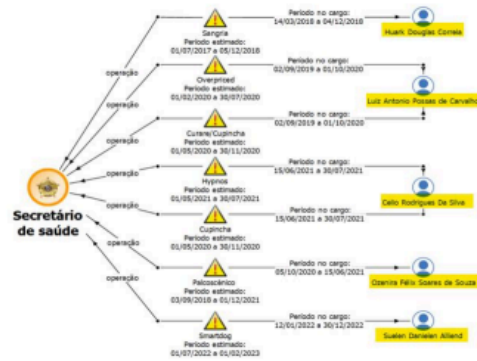 Período no cargo:
14/03/2018 a 04/12/2018
Sangria
Período estimado:
01/07/2017 a 05/12/2018
Huark Douglas Correia
operação
Período no cargo:
02/09/2019 a 01/10/2020
Overpriced
Período estimado:
01/02/2020 a 30/07/2020
operação
Luiz Antonio Possas de Carvalho
Período no cargo:
02/09/2019 a 01/10/2020
Curare/Cupincha
Período estimado:
01/05/2020 a 30/11/2020
operação
Período no cargo:
15/06/2021 a 30/07/2021
Hypnos
Período estimado:
01/05/2021 a 30/07/2021
operação
Secretário
de saúde
Celio Rodrigues Da Silva
Período no cargo:
15/06/2021 a 30/07/2021
Cupincha
Período estimado:
01/05/2020 a 30/11/2020
operação
Período no cargo:
05/10/2020 a 15/06/2021
Palcoscênico
Período estimado:
03/09/2018 a 01/12/2021
operação
Ozenira Félix Soares de Souza
Período no cargo:
12/01/2022 a 30/12/2022
Smartdog
Período estimado:
01/07/2022 a 01/02/2023
operação
Suelen Danielen Alliend